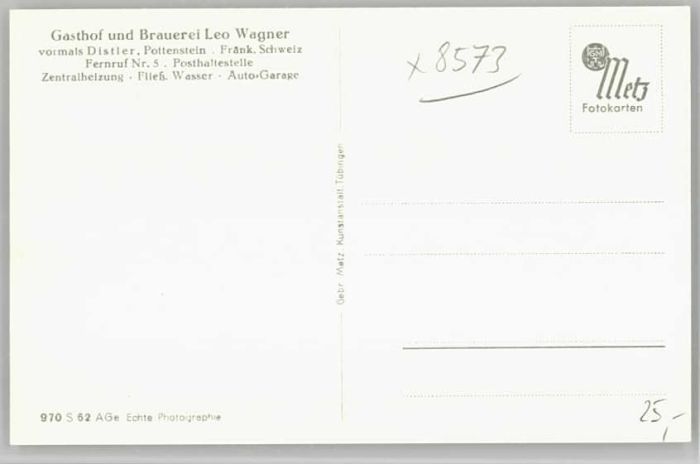 Gasthof und Brauerei Leo Wagner
vormals Distler, Pottenstein . Fränk. Schweiz
Fernruf Nr. 5 . Posthaltestelle
Zentralheizung · Fließ. Wasser · Auto-Garage
x 8573
Metz
Fotokarten
Gebr. Metz, Kunstanstalt, Tübingen
970 S 62 AGe Echte Photographie
25,-